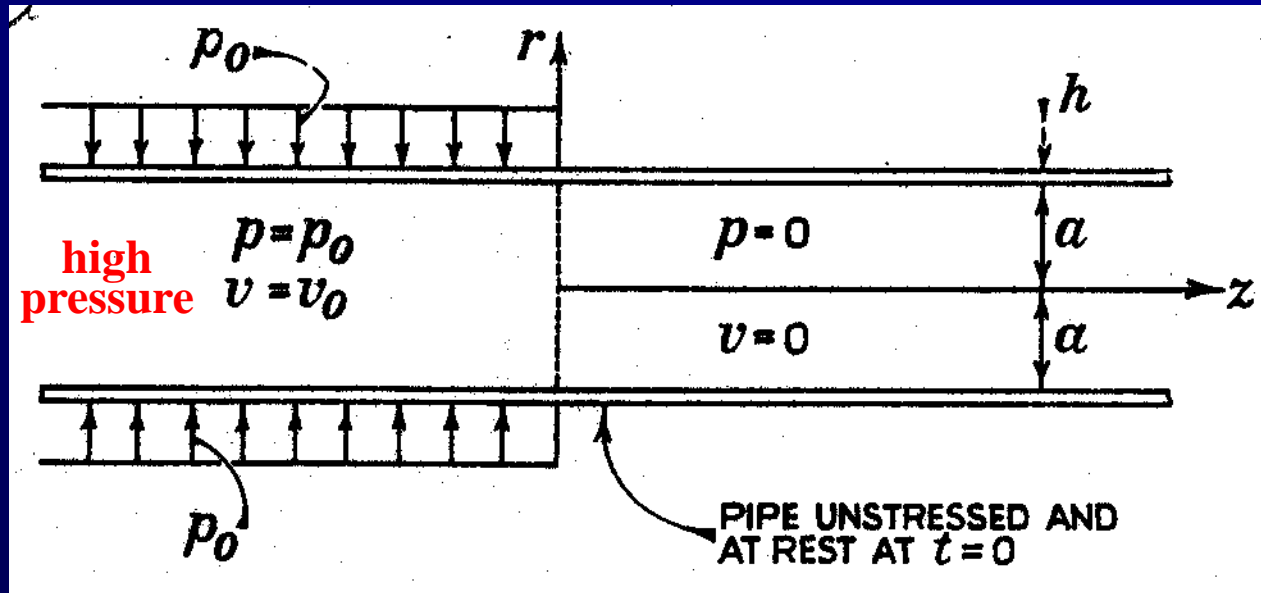 p₀
r
h
high
pressure
p = p₀
v = v₀
p = 0
v = 0
a
z
a
p₀
PIPE UNSTRESSED AND
AT REST AT t = 0